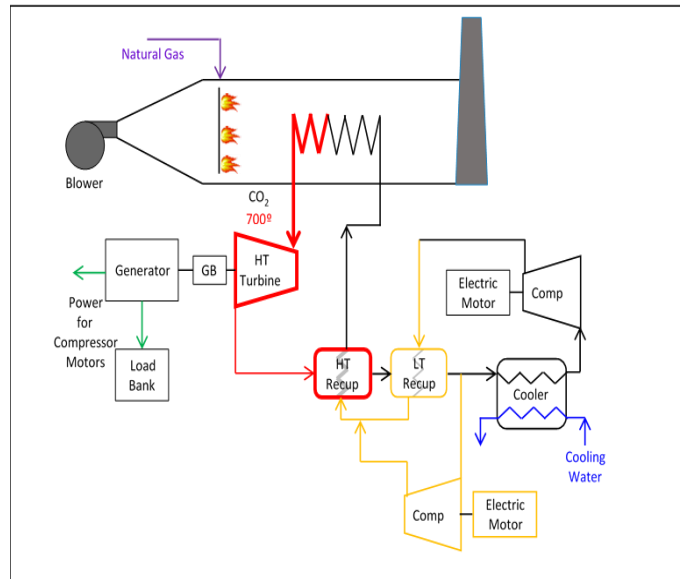 Natural Gas
Blower
CO₂
700º
Generator
GB
HT
Turbine
Electric
Motor
Comp
Power
for
Compressor
Motors
Load
Bank
HT
Recup
LT
Recup
Cooler
Cooling
Water
Comp
Electric
Motor